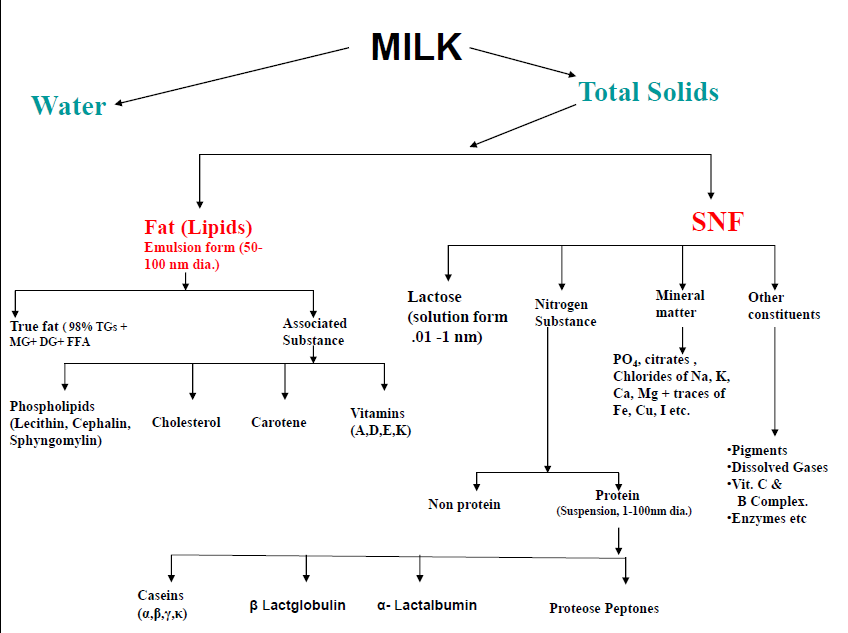 MILK
Water
Total Solids
Fat (Lipids)
Emulsion form (50-
100 nm dia.)
SNF
True fat ( 98% TGs +
MG+ DG+ FFA
Associated
Substance
Lactose
(solution form
.01 -1 nm)
Nitrogen
Substance
Mineral
matter
Other
constituents
PO₄, citrates ,
Chlorides of Na, K,
Ca, Mg + traces of
Fe, Cu, I etc.
Phospholipids
(Lecithin, Cephalin,
Sphyngomylin)
Cholesterol
Carotene
Vitamins
(A,D,E,K)
•Pigments
•Dissolved Gases
•Vit. C &
B Complex.
•Enzymes etc
Non protein
Protein
(Suspension, 1-100nm dia.)
Caseins
(α,β,γ,κ)
β Lactglobulin
α- Lactalbumin
Proteose Peptones